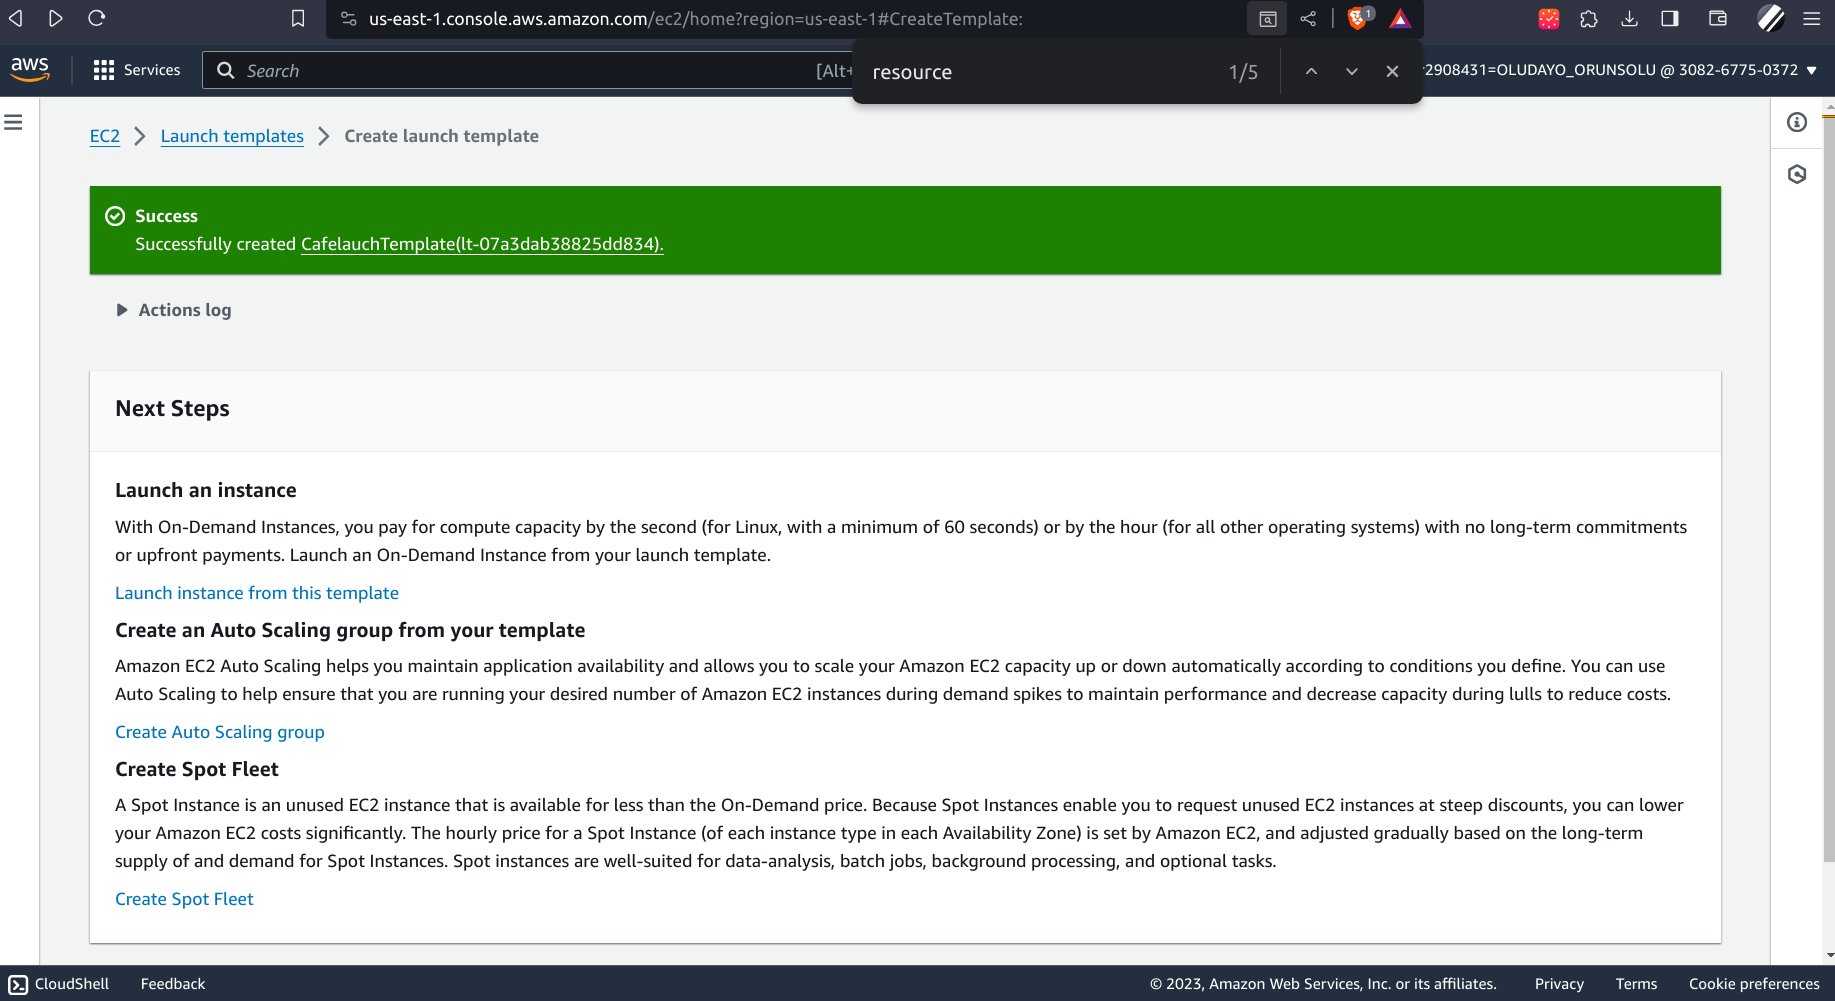 us-east-1.console.aws.amazon.com/ec2/home?region=us-east-1#CreateTemplate:
1
aws
Services
Search
[Alt+
resource
1/5
r2908431=OLUDAYO_ORUNSOLU @ 3082-6775-0372
EC2
Launch templates
Create launch template
Success
Successfully created CafelauchTemplate(lt-07a3dab38825dd834).
Actions log
Next Steps
Launch an instance
With On-Demand Instances, you pay for compute capacity by the second (for Linux, with a minimum of 60 seconds) or by the hour (for all other operating systems) with no long-term commitments
or upfront payments. Launch an On-Demand Instance from your launch template.
Launch instance from this template
Create an Auto Scaling group from your template
Amazon EC2 Auto Scaling helps you maintain application availability and allows you to scale your Amazon EC2 capacity up or down automatically according to conditions you define. You can use
Auto Scaling to help ensure that you are running your desired number of Amazon EC2 instances during demand spikes to maintain performance and decrease capacity during lulls to reduce costs.
Create Auto Scaling group
Create Spot Fleet
A Spot Instance is an unused EC2 instance that is available for less than the On-Demand price. Because Spot Instances enable you to request unused EC2 instances at steep discounts, you can lower
your Amazon EC2 costs significantly. The hourly price for a Spot Instance (of each instance type in each Availability Zone) is set by Amazon EC2, and adjusted gradually based on the long-term
supply of and demand for Spot Instances. Spot instances are well-suited for data-analysis, batch jobs, background processing, and optional tasks.
Create Spot Fleet
CloudShell
Feedback
© 2023, Amazon Web Services, Inc. or its affiliates.
Privacy
Terms
Cookie preferences